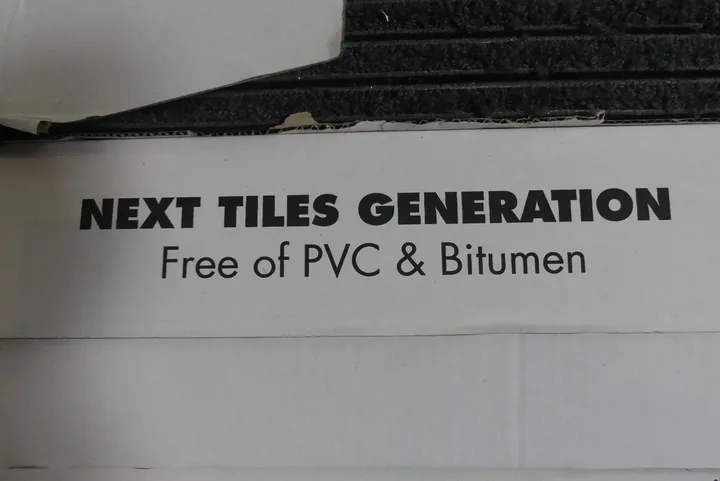 NEXT TILES GENERATION
Free of PVC & Bitumen